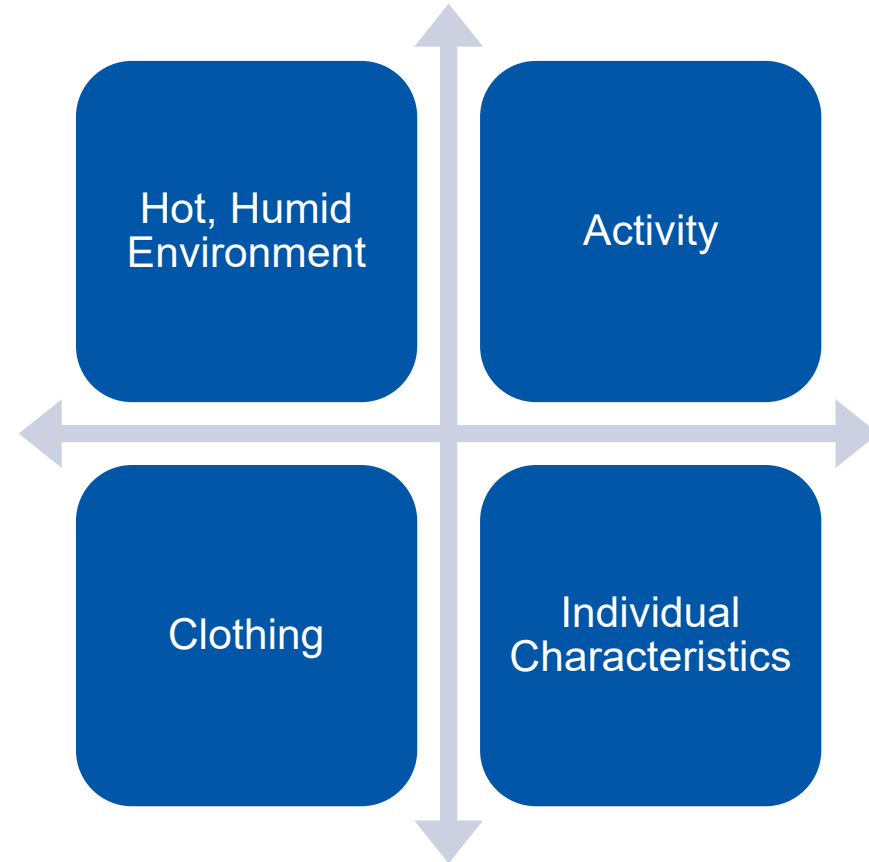 Hot, Humid
Environment
Activity
Clothing
Individual
Characteristics